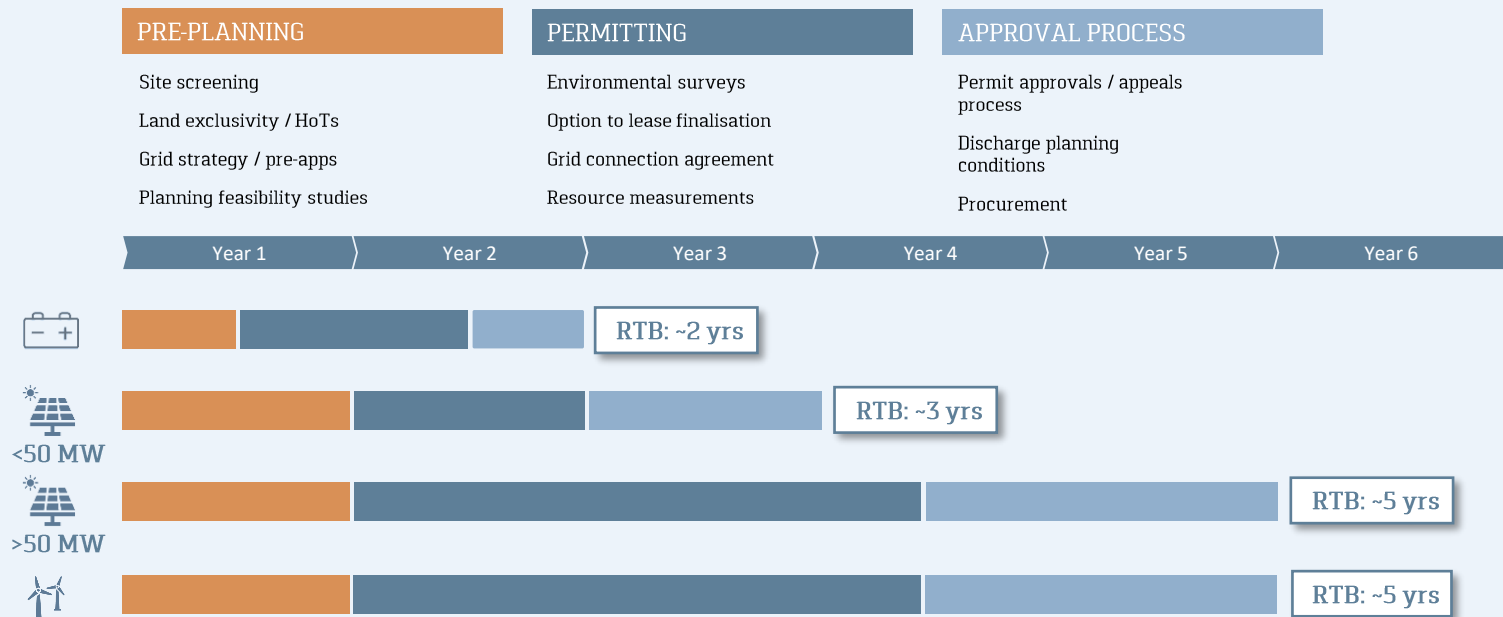 PRE-PLANNING
Site screening
Land exclusivity / HoTs
Grid strategy / pre-apps
Planning feasibility studies
PERMITTING
Environmental surveys
Option to lease finalisation
Grid connection agreement
Resource measurements
APPROVAL PROCESS
Permit approvals / appeals
process
Discharge planning
conditions
Procurement
Year 1
Year 2
Year 3
Year 4
Year 5
Year 6
RTB: ~2 yrs
<50 MW
RTB: ~3 yrs
>50 MW
RTB: ~5 yrs
RTB: ~5 yrs